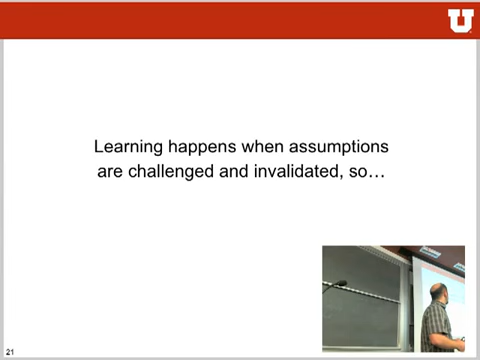 U
Learning happens when assumptions
are challenged and invalidated, so…
21